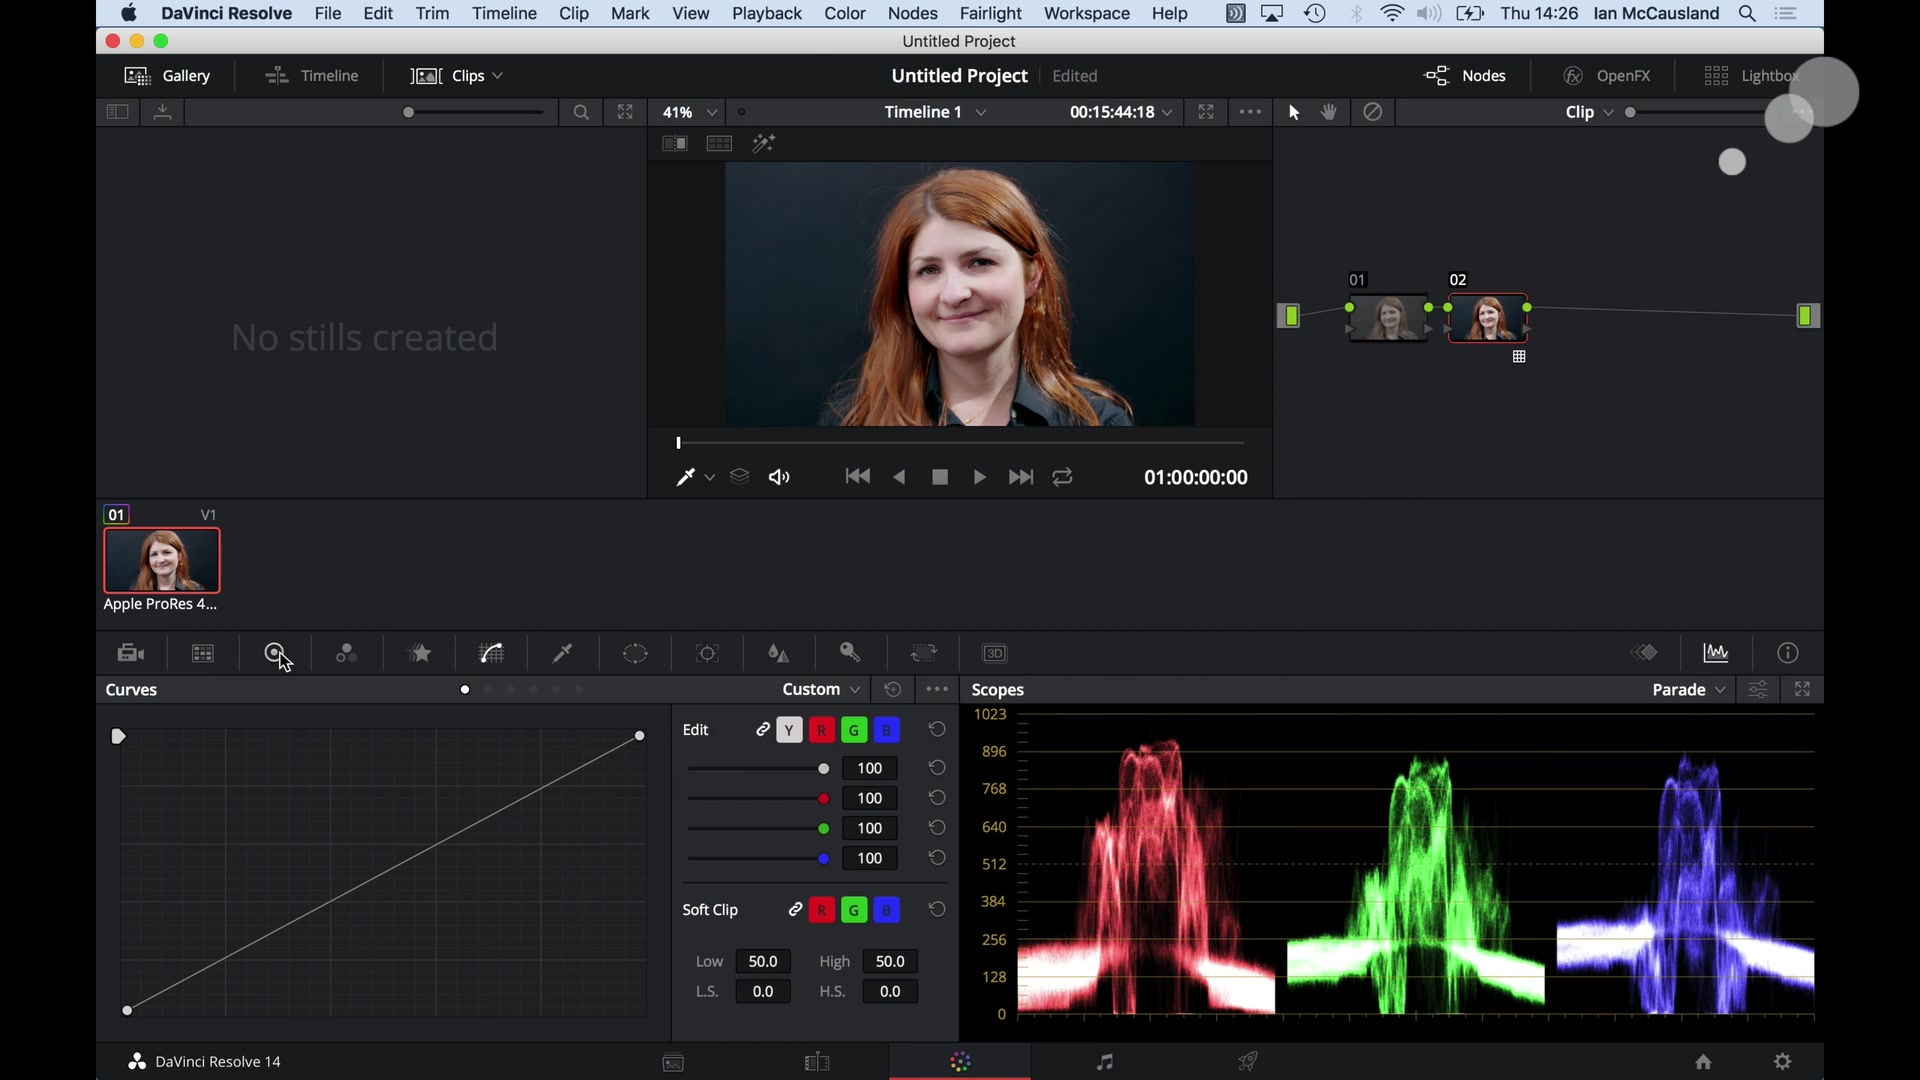 DaVinci Resolve File Edit Trim Timeline Clip Mark View Playback Color Nodes Fairlight Workspace Help Thu 14:26 Ian McCausland
Untitled Project
Gallery Timeline Clips Untitled Project Edited Nodes OpenFX Lightbox
41% Timeline 1 00:15:44:18 Clip
No stills created
01 02
01:00:00:00
01 V1
Apple ProRes 4...
3D
Curves Custom Scopes Parade
Edit Y R G B
100
100
100
100
Soft Clip R G B
Low 50.0 High 50.0
L.S. 0.0 H.S. 0.0
1023
896
768
640
512
384
256
128
0
DaVinci Resolve 14